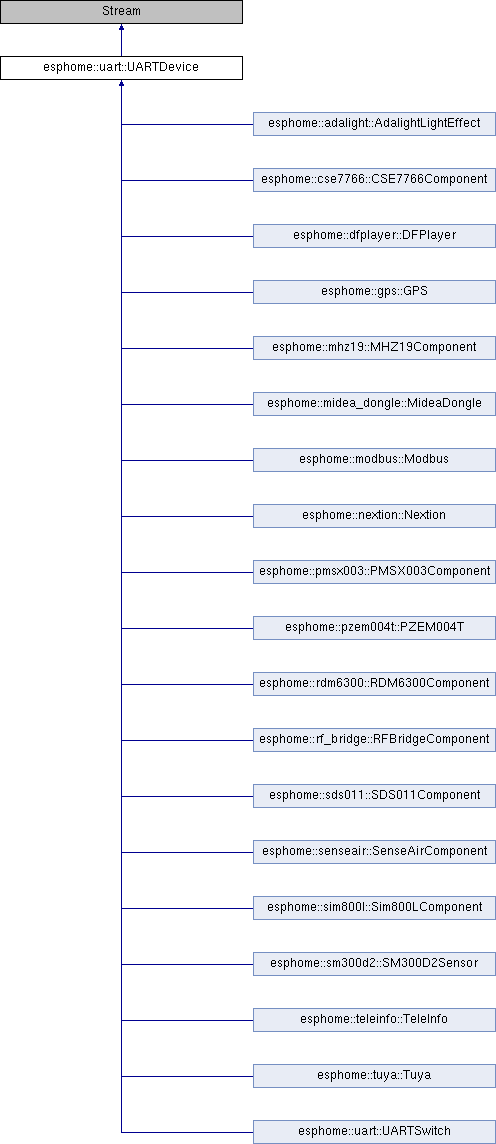 Stream
esphome::uart::UARTDevice
esphome::adalight::AdalightLightEffect
esphome::cse7766::CSE7766Component
esphome::dfplayer::DFPlayer
esphome::gps::GPS
esphome::mhz19::MHZ19Component
esphome::midea_dongle::MideaDongle
esphome::modbus::Modbus
esphome::nextion::Nextion
esphome::pmsx003::PMSX003Component
esphome::pzem004t::PZEM004T
esphome::rdm6300::RDM6300Component
esphome::rf_bridge::RFBridgeComponent
esphome::sds011::SDS011Component
esphome::senseair::SenseAirComponent
esphome::sim800l::Sim800LComponent
esphome::sm300d2::SM300D2Sensor
esphome::teleinfo::TeleInfo
esphome::tuya::Tuya
esphome::uart::UARTSwitch